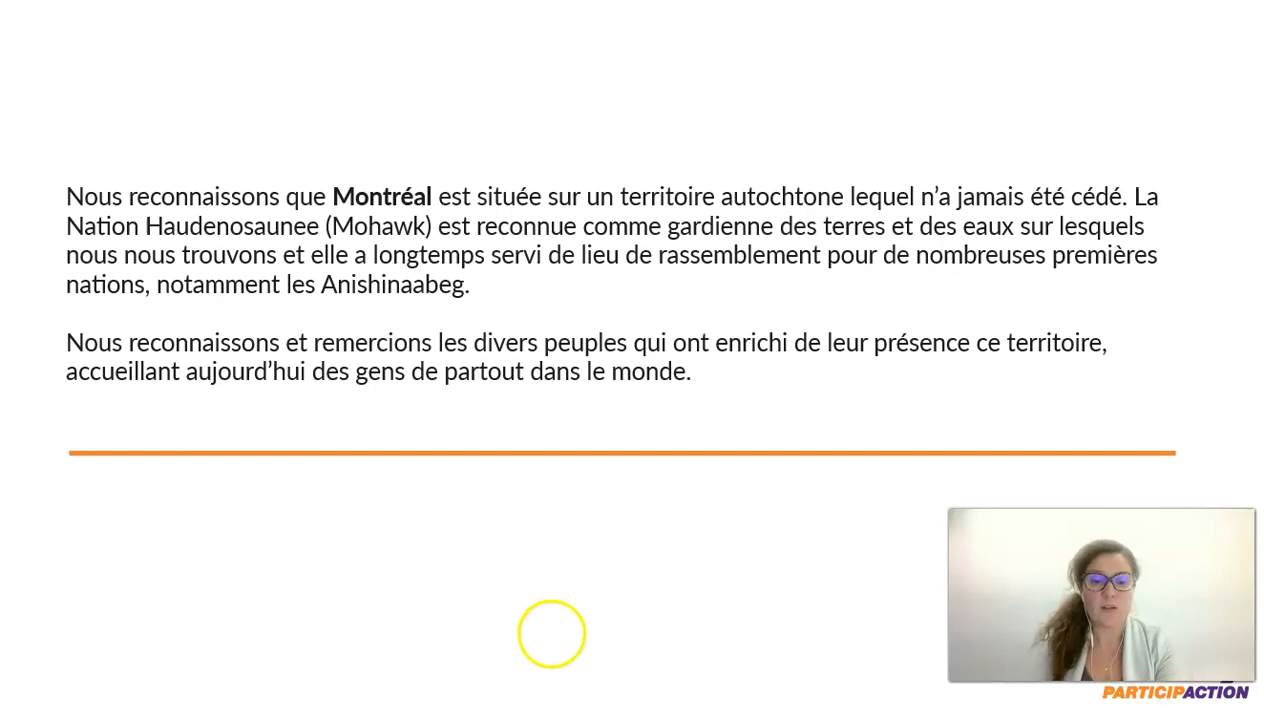 Nous reconnaissons que Montréal est située sur un territoire autochtone lequel n’a jamais été cédé. La
Nation Haudenosaunee (Mohawk) est reconnue comme gardienne des terres et des eaux sur lesquels
nous nous trouvons et elle a longtemps servi de lieu de rassemblement pour de nombreuses premières
nations, notamment les Anishinaabeg.
Nous reconnaissons et remercions les divers peuples qui ont enrichi de leur présence ce territoire,
accueillant aujourd’hui des gens de partout dans le monde.
PARTICIPACTION